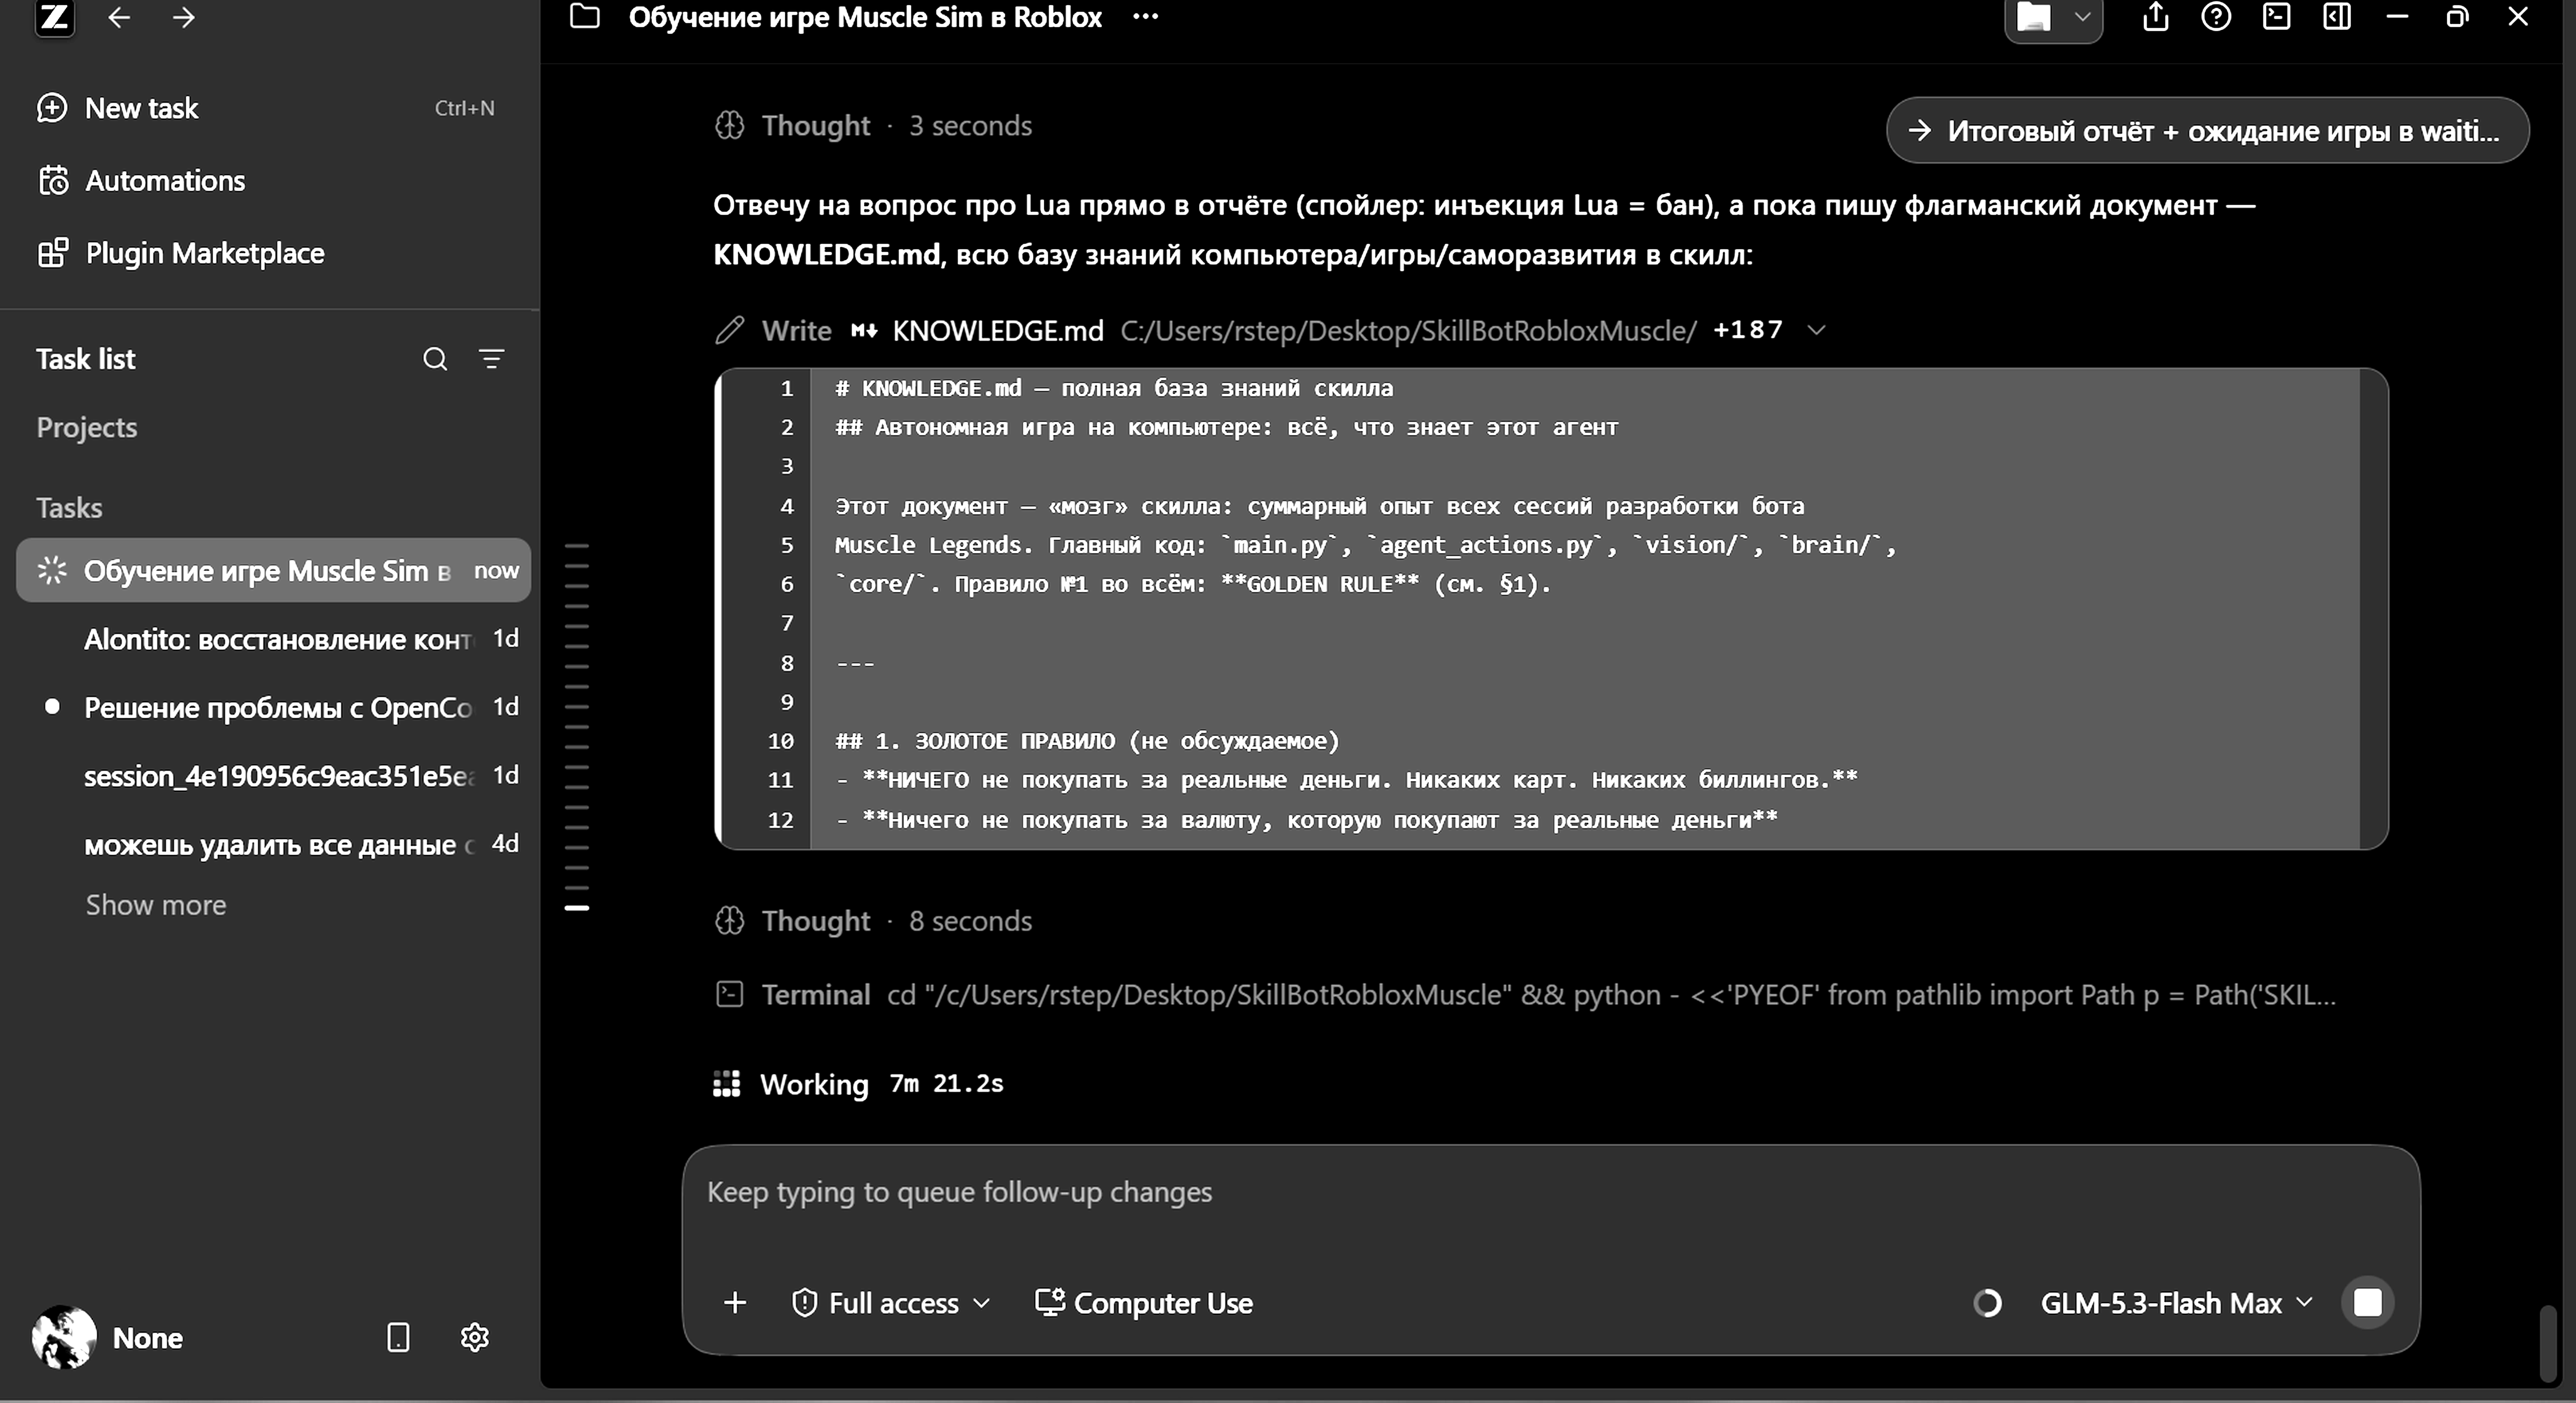 Z
Обучение игре Muscle Sim в Roblox ...
New task Ctrl+N
Automations
Plugin Marketplace
Task list
Projects
Tasks
Обучение игре Muscle Sim в now
Alontito: восстановление конт 1d
Решение проблемы с OpenCo 1d
session_4e190956c9eac351e5ea 1d
можешь удалить все данные с 4d
Show more
None
Thought · 3 seconds
Итоговый отчёт + ожидание игры в waiti...
Отвечу на вопрос про Lua прямо в отчёте (спойлер: инъекция Lua = бан), а пока пишу флагманский документ —
KNOWLEDGE.md, всю базу знаний компьютера/игры/саморазвития в скилл:
Write KNOWLEDGE.md C:/Users/rstep/Desktop/SkillBotRobloxMuscle/ +187
1 # KNOWLEDGE.md — полная база знаний скилла
2 ## Автономная игра на компьютере: всё, что знает этот агент
3
4 Этот документ — «мозг» скилла: суммарный опыт всех сессий разработки бота
5 Muscle Legends. Главный код: `main.py`, `agent_actions.py`, `vision/`, `brain/`,
6 `core/`. Правило №1 во всём: **GOLDEN RULE** (см. §1).
7
8 ---
9
10 ## 1. ЗОЛОТОЕ ПРАВИЛО (не обсуждаемое)
11 - **НИЧЕГО не покупать за реальные деньги. Никаких карт. Никаких биллингов.**
12 - **Ничего не покупать за валюту, которую покупают за реальные деньги**
Thought · 8 seconds
Terminal cd "/c/Users/rstep/Desktop/SkillBotRobloxMuscle" && python - <<'PYEOF' from pathlib import Path p = Path('SKIL...
Working 7m 21.2s
Keep typing to queue follow-up changes
Full access Computer Use GLM-5.3-Flash Max